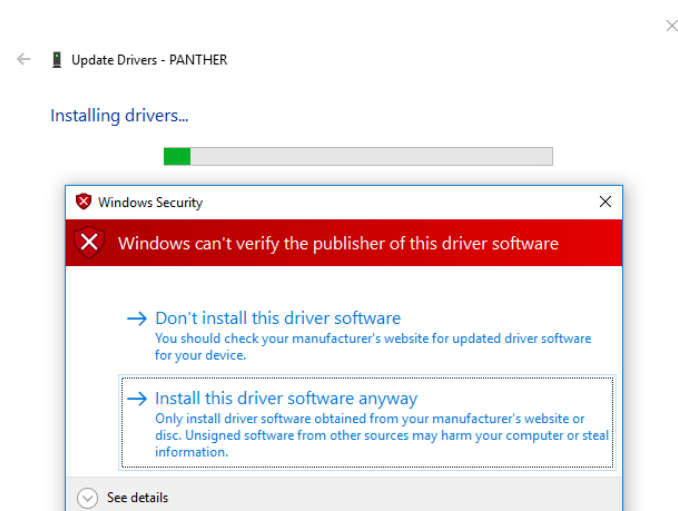 Update Drivers - PANTHER
Installing drivers...
Windows Security
Windows can't verify the publisher of this driver software
Don't install this driver software
You should check your manufacturer's website for updated driver software
for your device.
Install this driver software anyway
Only install driver software obtained from your manufacturer's website or
disc. Unsigned software from other sources may harm your computer or steal
information.
See details